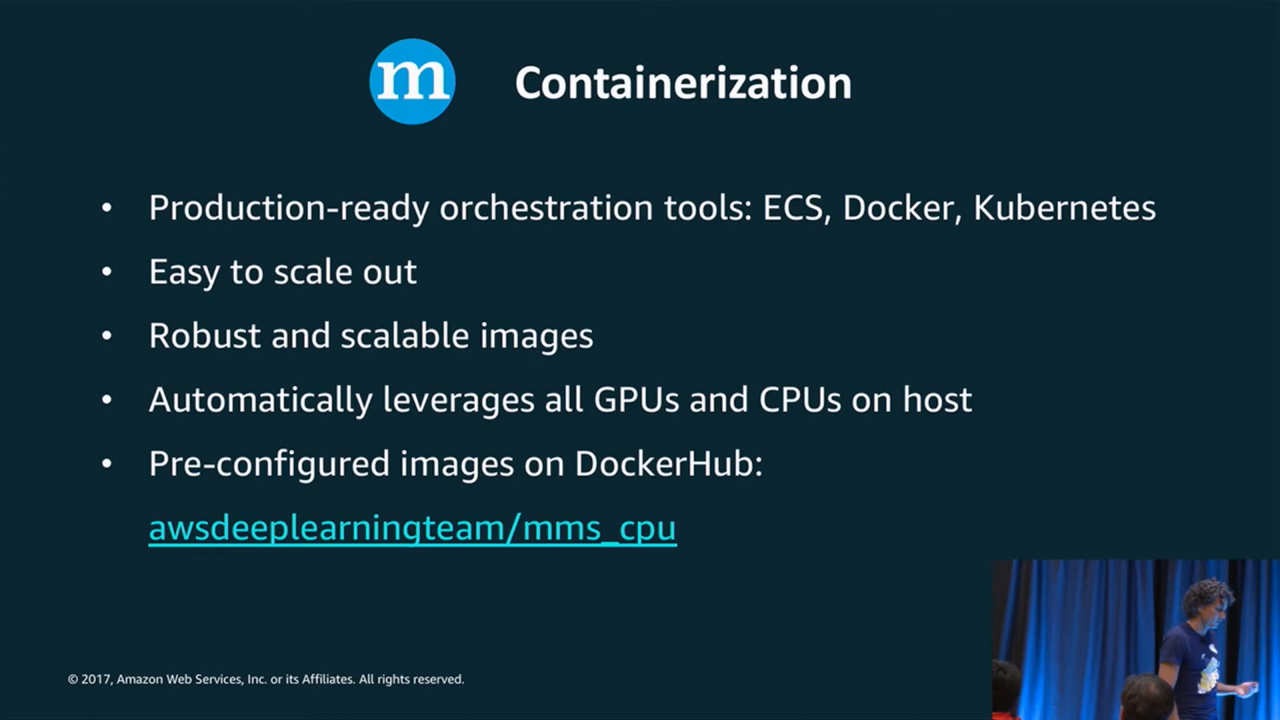 m Containerization
• Production-ready orchestration tools: ECS, Docker, Kubernetes
• Easy to scale out
• Robust and scalable images
• Automatically leverages all GPUs and CPUs on host
• Pre-configured images on DockerHub:
awsdeeplearningteam/mms_cpu
© 2017, Amazon Web Services, Inc. or its Affiliates. All rights reserved.